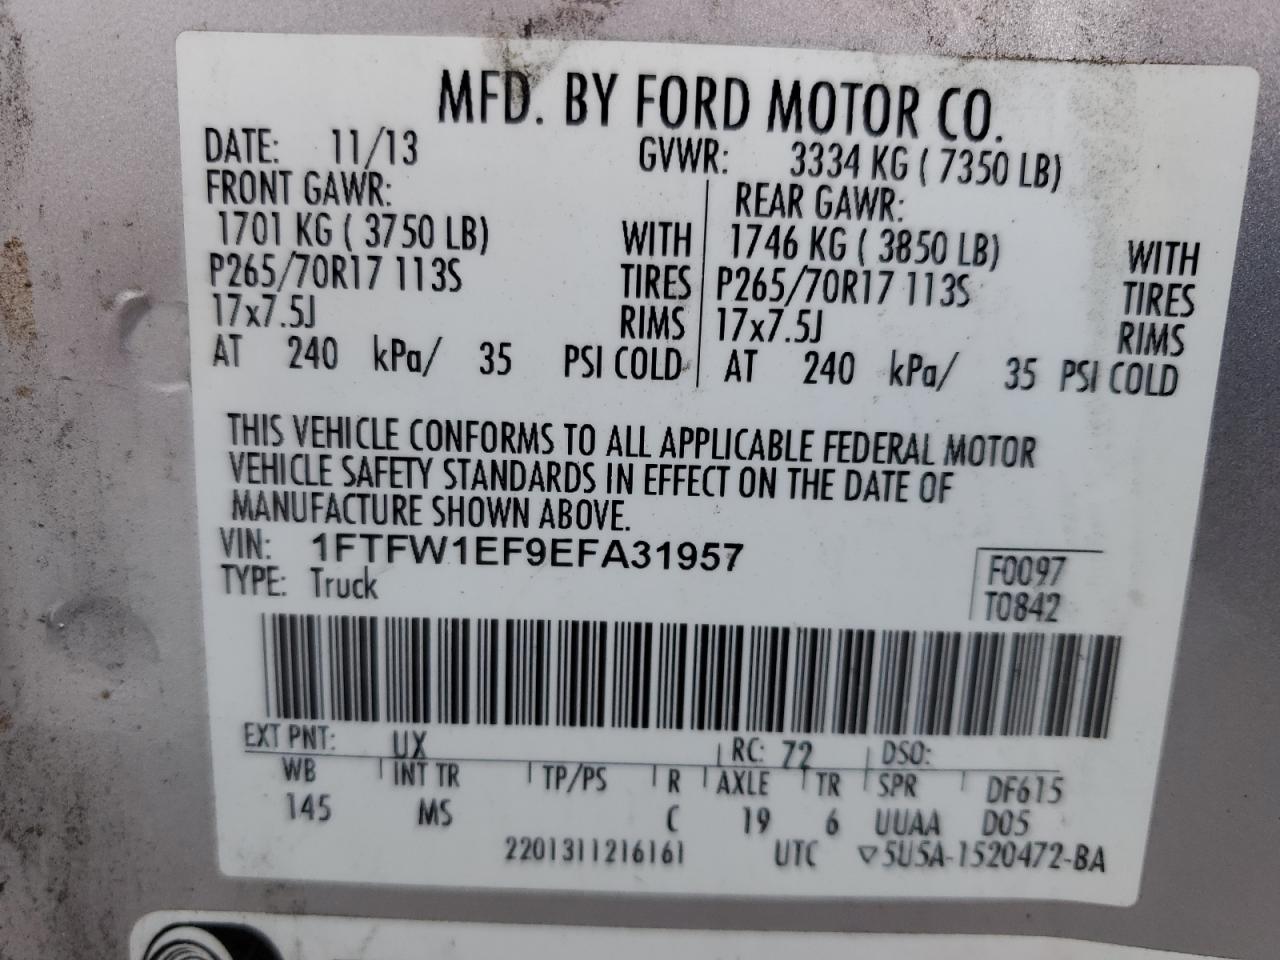 MFD. BY FORD MOTOR CO.
DATE: 11/13 GVWR: 3334 KG ( 7350 LB)
FRONT GAWR: REAR GAWR:
1701 KG ( 3750 LB) WITH 1746 KG ( 3850 LB) WITH
P265/70R17 113S TIRES P265/70R17 113S TIRES
17x7.5J RIMS 17x7.5J RIMS
AT 240 kPa/ 35 PSI COLD AT 240 kPa/ 35 PSI COLD
THIS VEHICLE CONFORMS TO ALL APPLICABLE FEDERAL MOTOR
VEHICLE SAFETY STANDARDS IN EFFECT ON THE DATE OF
MANUFACTURE SHOWN ABOVE.
VIN: 1FTFW1EF9EFA31957 F0097
TYPE: Truck T0842
EXT PNT: UX RC: 72 DSO:
WB INT TR TP/PS R AXLE TR SPR DF615
145 MS C 19 6 UUAA D05
22013112​16161 UTC ▽5U5A-1520472-BA